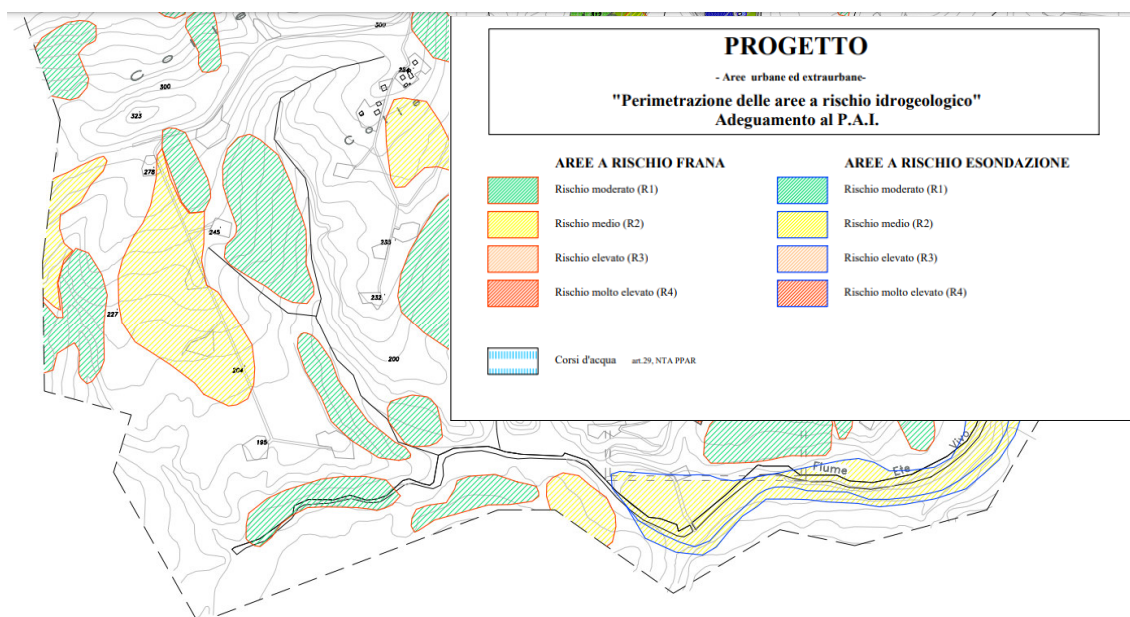 PROGETTO
- Aree urbane ed extraurbane-
"Perimetrazione delle aree a rischio idrogeologico"
Adeguamento al P.A.I.
AREE A RISCHIO FRANA
Rischio moderato (R1)
Rischio medio (R2)
Rischio elevato (R3)
Rischio molto elevato (R4)
AREE A RISCHIO ESONDAZIONE
Rischio moderato (R1)
Rischio medio (R2)
Rischio elevato (R3)
Rischio molto elevato (R4)
Corsi d'acqua art.29, NTA PPAR
300
300
323
278
245
232
227
200
204
195
Fiume Ete Vivo